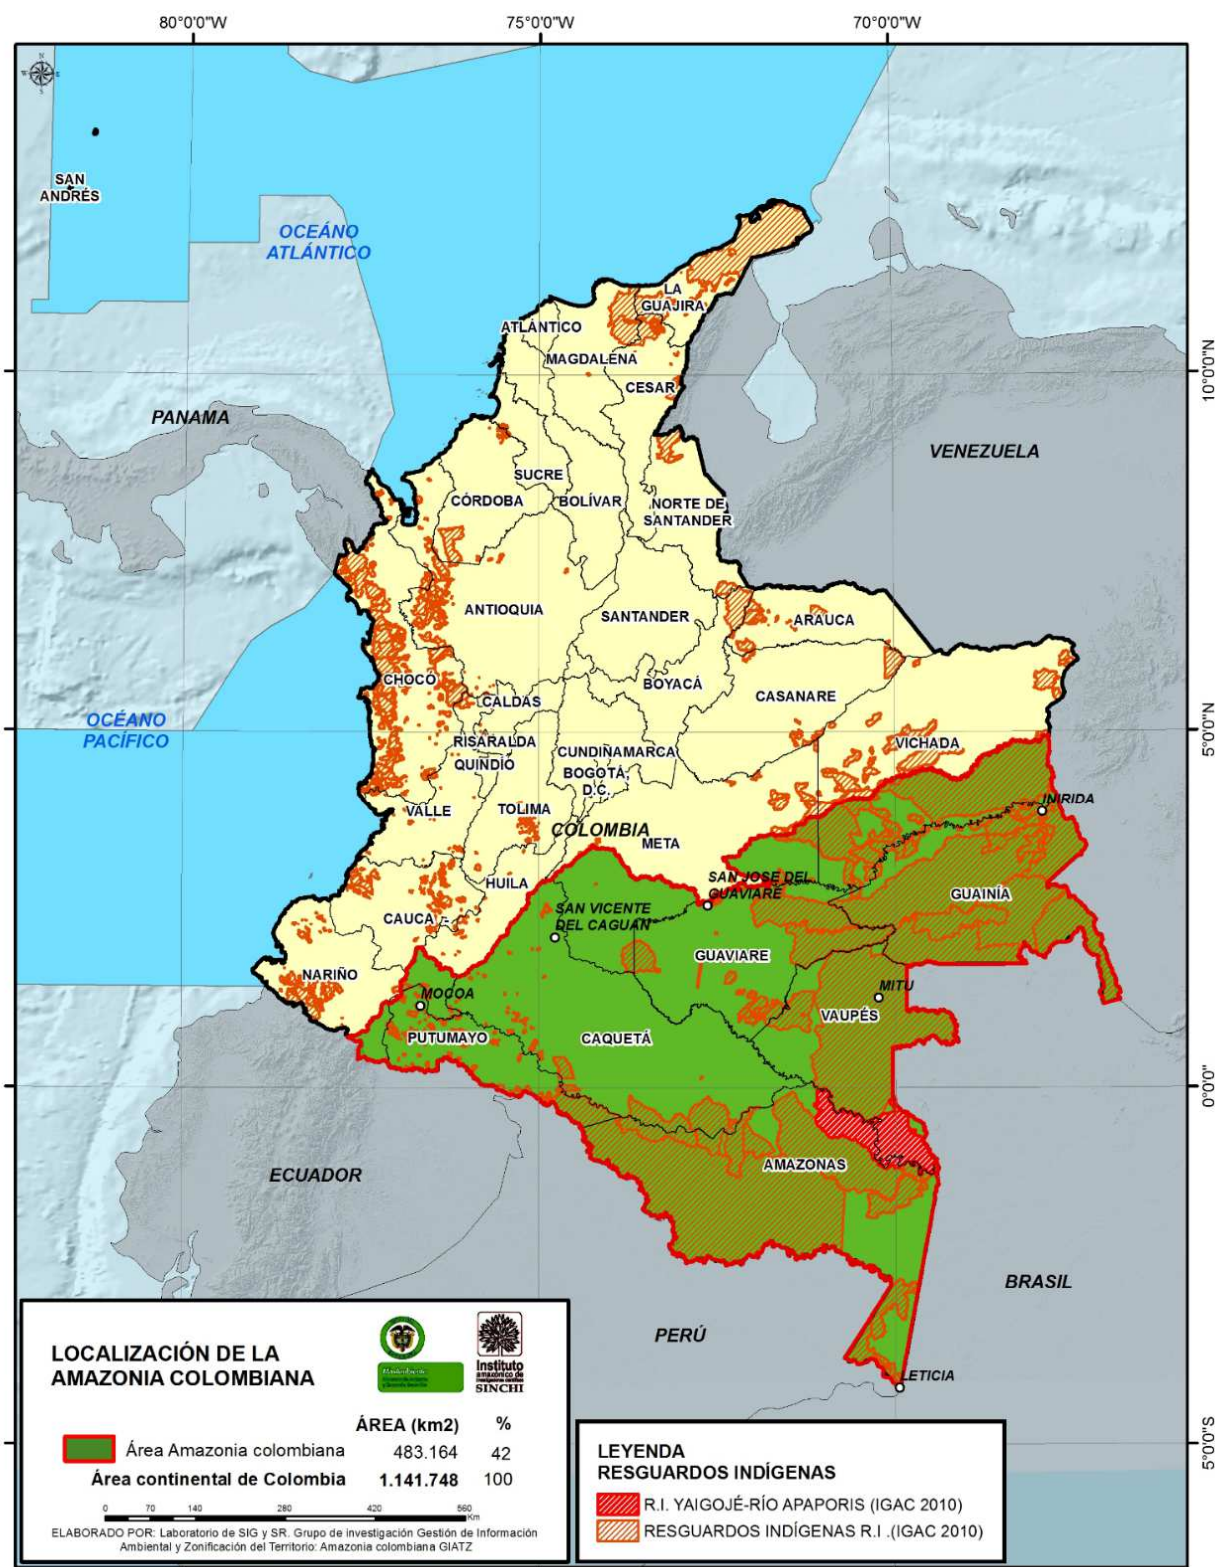 80°0'0"W
75°0'0"W
70°0'0"W
SAN
ANDRÉS
OCEÁNO
ATLÁNTICO
LA
GUAJIRA
ATLÁNTICO
MAGDALENA
CESAR
10°0'0"N
PANAMA
VENEZUELA
SUCRE
CÓRDOBA
BOLÍVAR
NORTE DE
SANTANDER
ANTIOQUIA
SANTANDER
ARAUCA
CHOCÓ
BOYACÁ
CASANARE
CALDAS
OCÉANO
PACÍFICO
RISARALDA
CUNDINAMARCA
VICHADA
5°0'0"N
QUINDÍO
BOGOTÁ,
D.C.
VALLE
TOLIMA
INIRIDA
COLOMBIA
META
HUILA
SAN JOSE DEL
GUAVIARE
GUAINÍA
SAN VICENTE
DEL CAGUAN
CAUCA
GUAVIARE
NARIÑO
MITU
MOCOA
VAUPÉS
PUTUMAYO
CAQUETÁ
0°0'0"
ECUADOR
AMAZONAS
BRASIL
PERÚ
LETICIA
5°0'0"S
LOCALIZACIÓN DE LA
AMAZONIA COLOMBIANA
Instituto
amazónico de
investigaciones científicas
SINCHI
ÁREA (km2) %
Área Amazonia colombiana 483.164 42
Área continental de Colombia 1.141.748 100
0 70 140 280 420 560
Km
ELABORADO POR: Laboratorio de SIG y SR. Grupo de investigación Gestión de Información
Ambiental y Zonificación del Territorio: Amazonia colombiana GIATZ
LEYENDA
RESGUARDOS INDÍGENAS
R.I. YAIGOJÉ-RÍO APAPORIS (IGAC 2010)
RESGUARDOS INDÍGENAS R.I .(IGAC 2010)